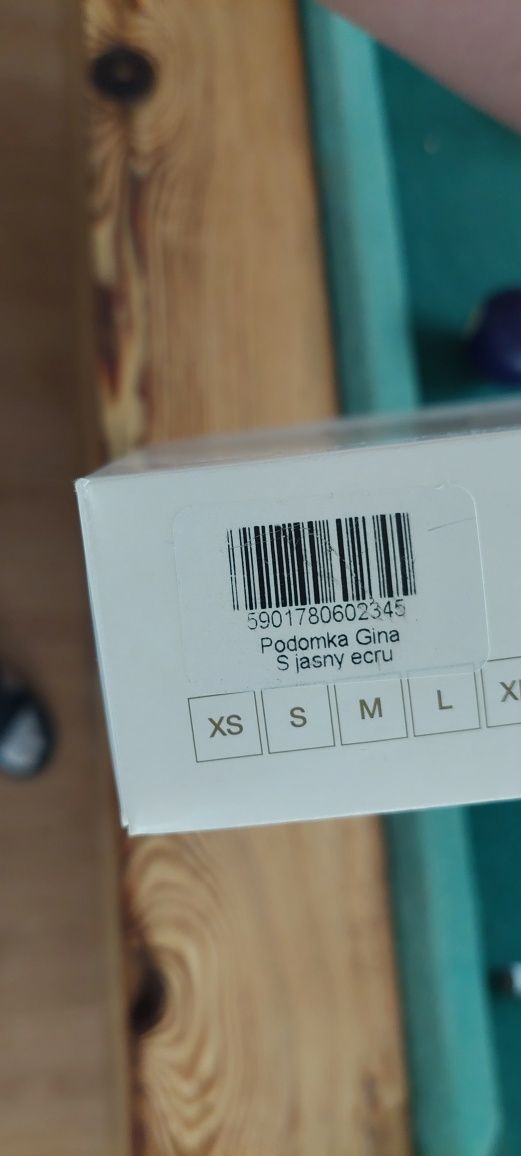 5901780602345
Podomka Gina
S jasny ecru
XS S M L